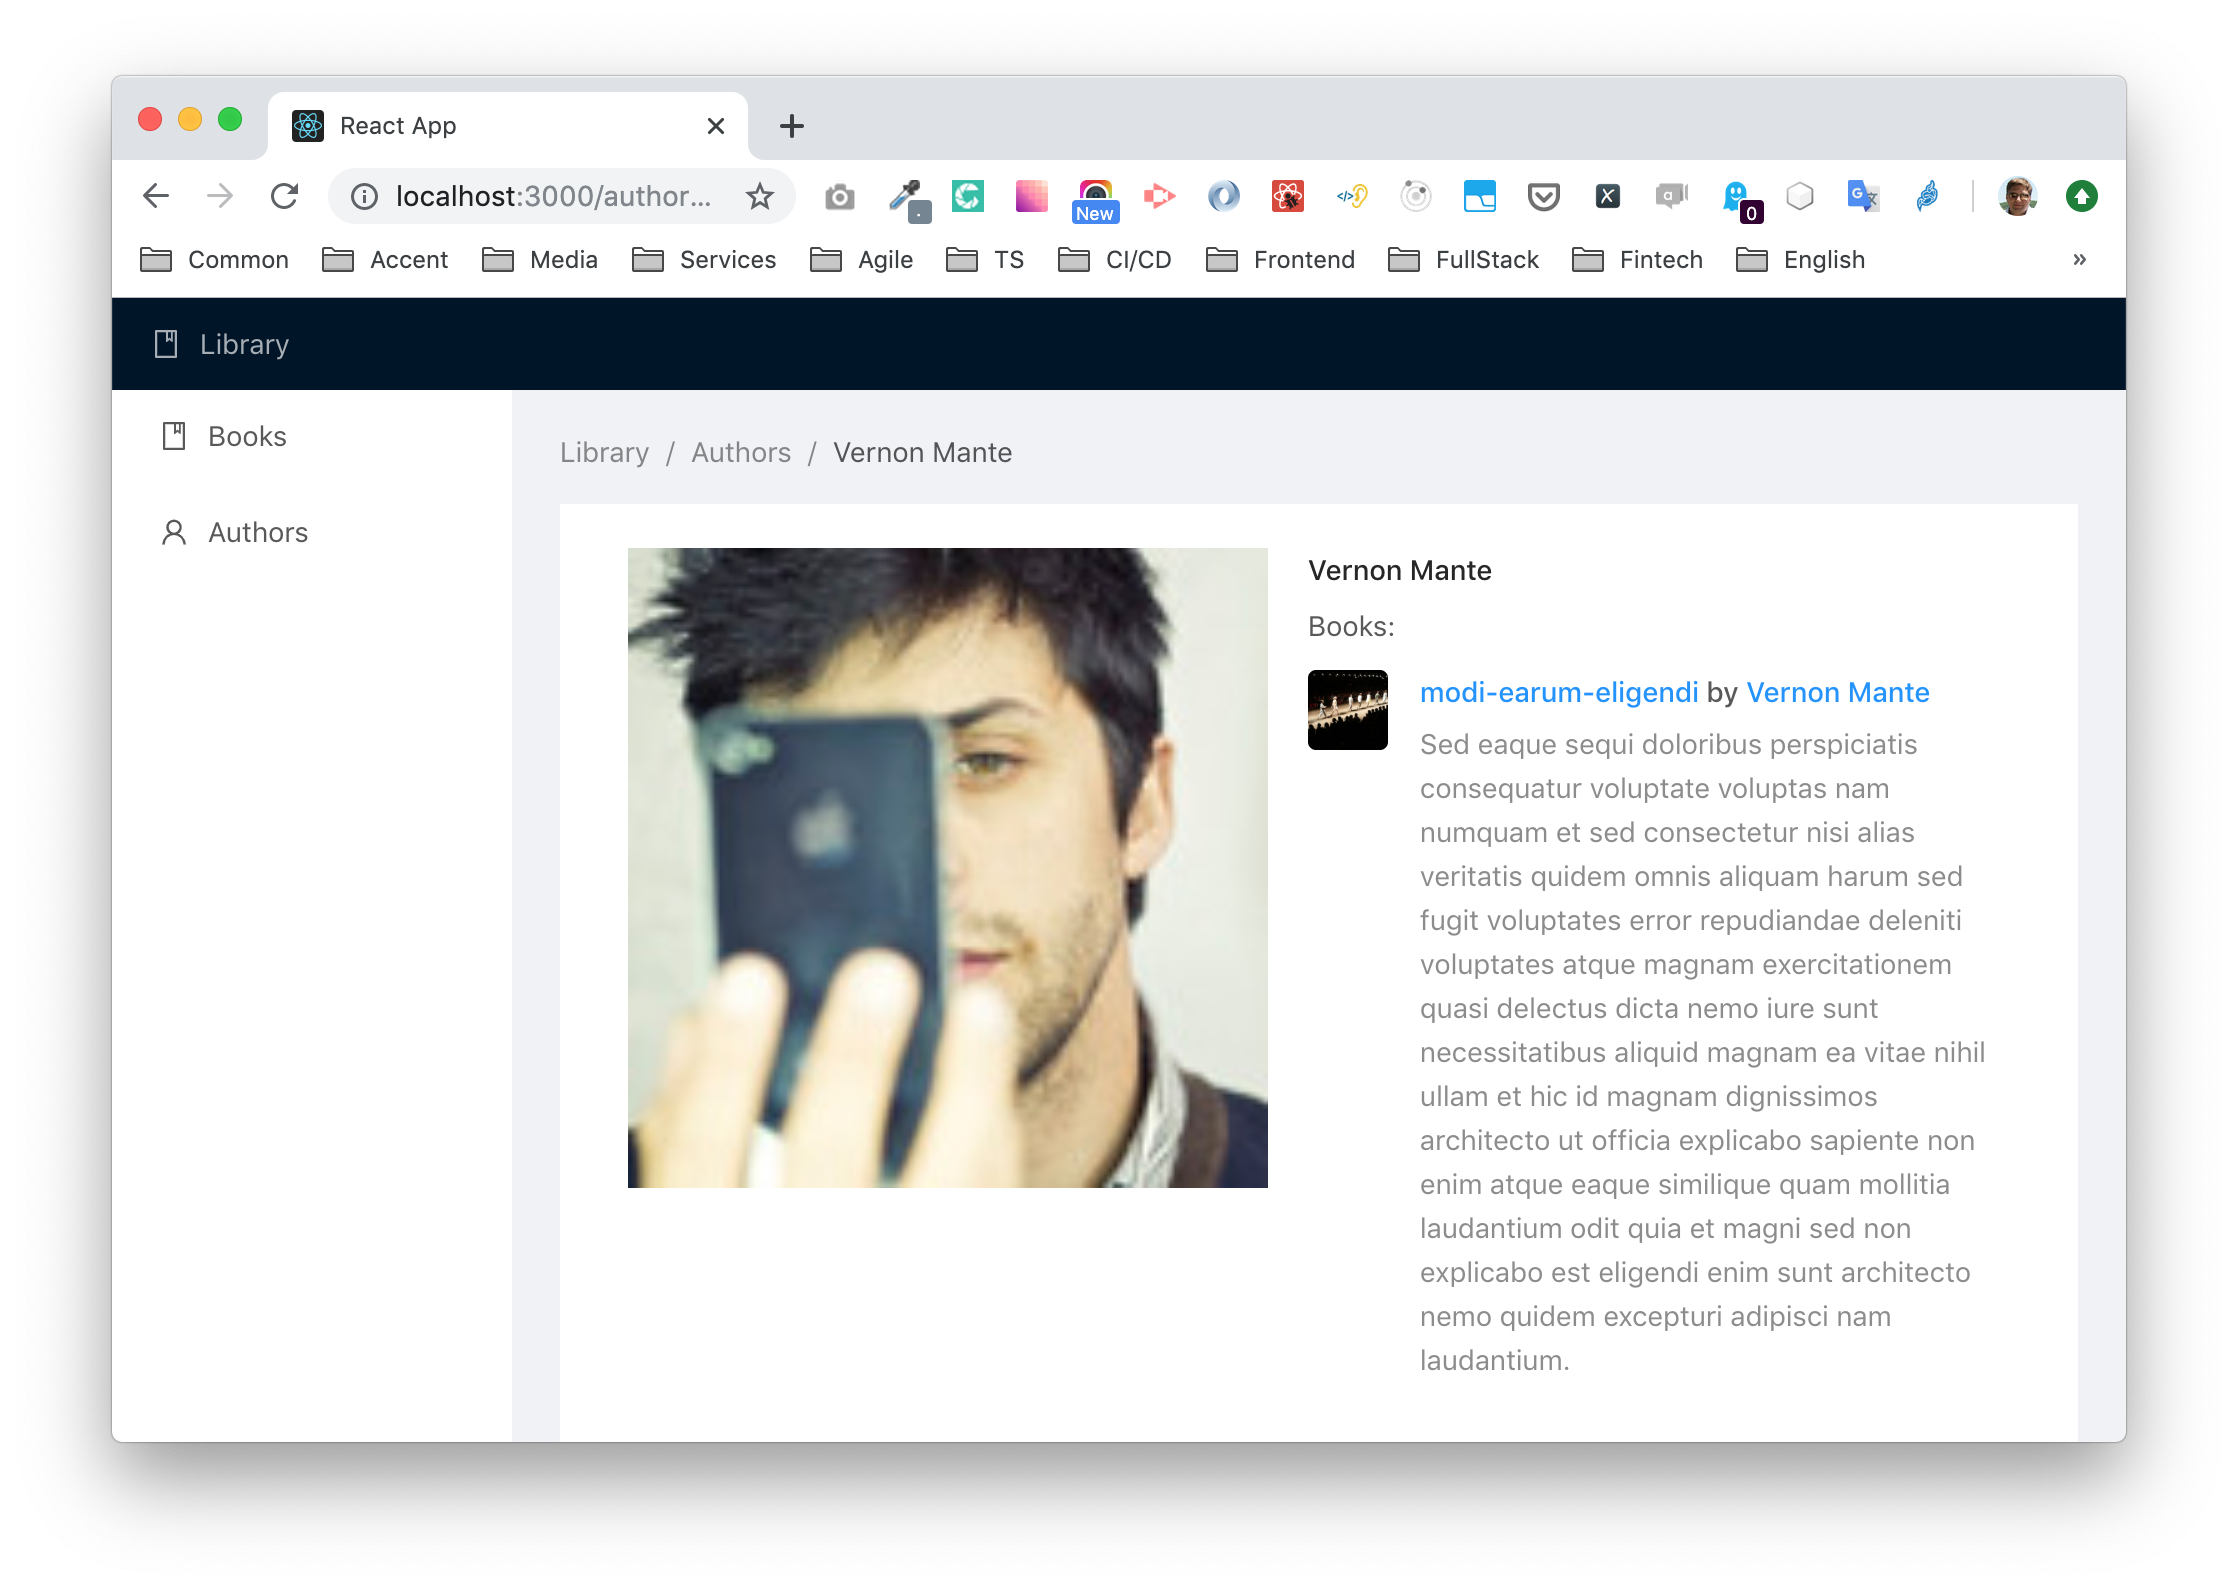 React App
localhost:3000/author...
New
0
Common
Accent
Media
Services
Agile
TS
CI/CD
Frontend
FullStack
Fintech
English
»
Library
Books
Authors
Library / Authors / Vernon Mante
Vernon Mante
Books:
modi-earum-eligendi by Vernon Mante
Sed eaque sequi doloribus perspiciatis
consequatur voluptate voluptas nam
numquam et sed consectetur nisi alias
veritatis quidem omnis aliquam harum sed
fugit voluptates error repudiandae deleniti
voluptates atque magnam exercitationem
quasi delectus dicta nemo iure sunt
necessitatibus aliquid magnam ea vitae nihil
ullam et hic id magnam dignissimos
architecto ut officia explicabo sapiente non
enim atque eaque similique quam mollitia
laudantium odit quia et magni sed non
explicabo est eligendi enim sunt architecto
nemo quidem excepturi adipisci nam
laudantium.